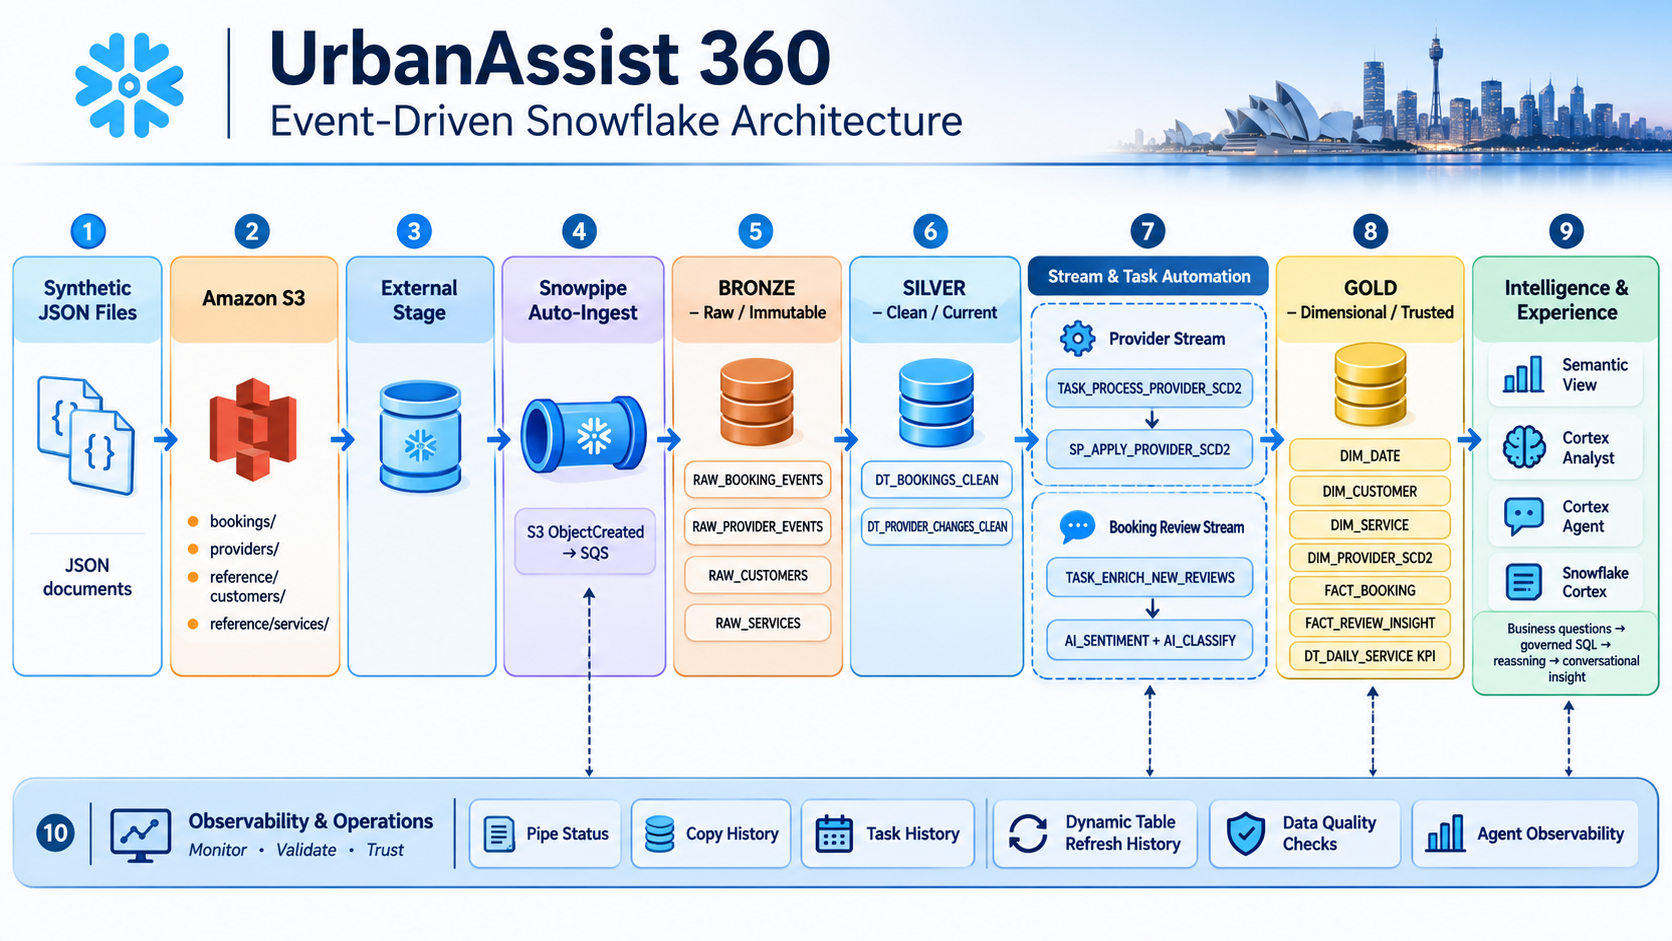 UrbanAssist 360
Event-Driven Snowflake Architecture
1
Synthetic
JSON Files
{ }
{ }
JSON
documents
2
Amazon S3
bookings/
providers/
reference/
customers/
reference/services/
3
External
Stage
4
Snowpipe
Auto-Ingest
S3 ObjectCreated
→ SQS
5
BRONZE
– Raw / Immutable
RAW_BOOKING_EVENTS
RAW_PROVIDER_EVENTS
RAW_CUSTOMERS
RAW_SERVICES
6
SILVER
– Clean / Current
DT_BOOKINGS_CLEAN
DT_PROVIDER_CHANGES_CLEAN
7
Stream & Task Automation
Provider Stream
TASK_PROCESS_PROVIDER_SCD2
SP_APPLY_PROVIDER_SCD2
Booking Review Stream
TASK_ENRICH_NEW_REVIEWS
AI_SENTIMENT + AI_CLASSIFY
8
GOLD
– Dimensional / Trusted
DIM_DATE
DIM_CUSTOMER
DIM_SERVICE
DIM_PROVIDER_SCD2
FACT_BOOKING
FACT_REVIEW_INSIGHT
DT_DAILY_SERVICE KPI
9
Intelligence &
Experience
Semantic
View
Cortex
Analyst
Cortex
Agent
Snowflake
Cortex
Business questions →
governed SQL →
reassning → conversational
insight
10
Observability & Operations
Monitor • Validate • Trust
Pipe Status
Copy History
Task History
Dynamic Table
Refresh History
Data Quality
Checks
Agent Observability